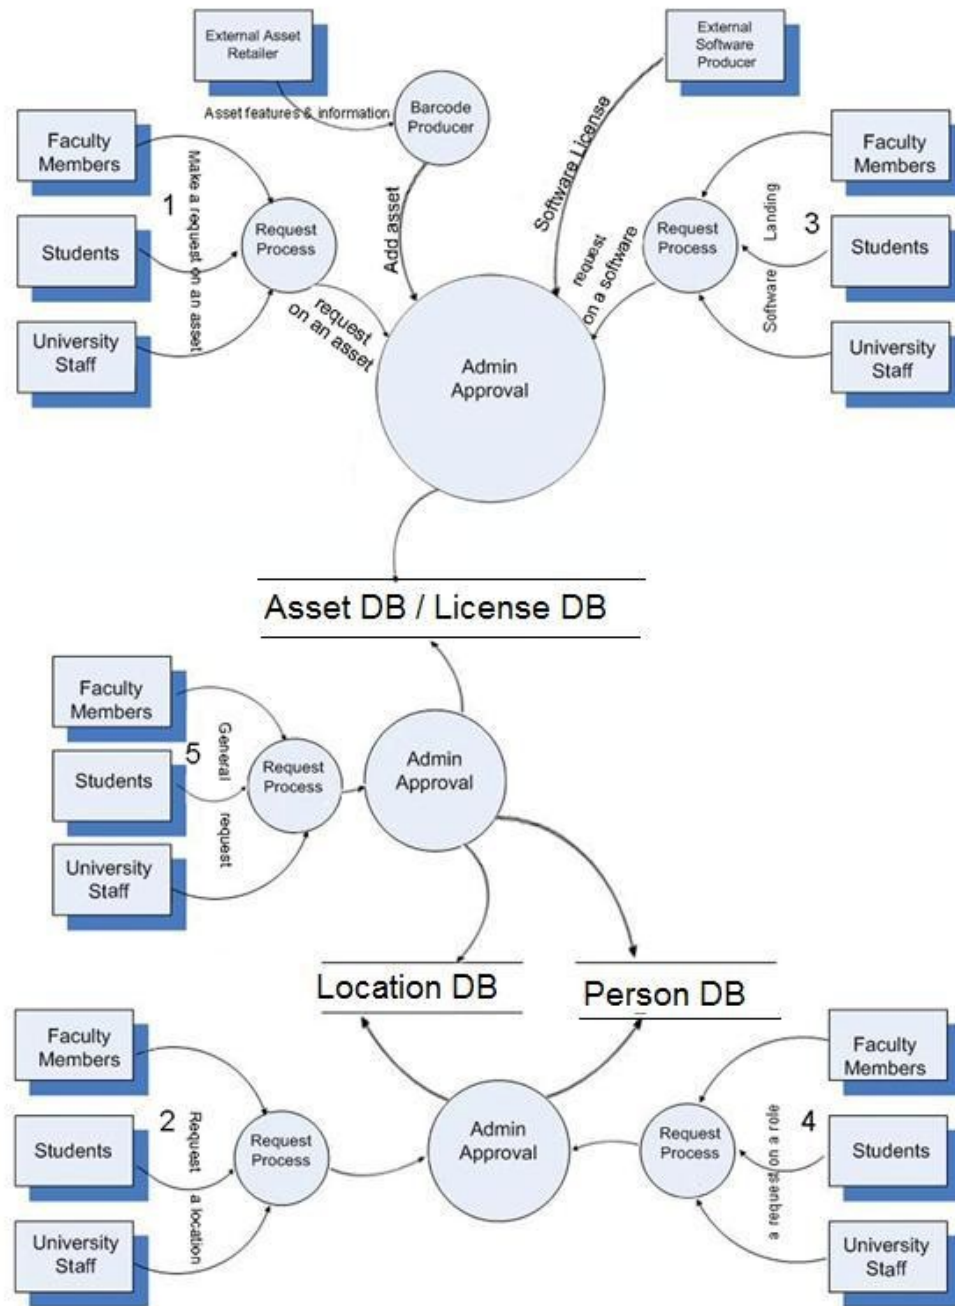 External Asset
Retailer
External
Software
Producer
Asset features & information
Barcode
Producer
Software License
Faculty
Members
Make a request on an asset
1
Students
University
Staff
Request
Process
request
on an asset
Add asset
Admin
Approval
request
on a software
Request
Process
Landing
Software
3
Faculty
Members
Students
University
Staff
Asset DB / License DB
Faculty
Members
Students
University
Staff
5
General
request
Request
Process
Admin
Approval
Location DB
Person DB
Faculty
Members
Students
University
Staff
2
Request
a location
Request
Process
Admin
Approval
Request
Process
a request on a role
4
Faculty
Members
Students
University
Staff